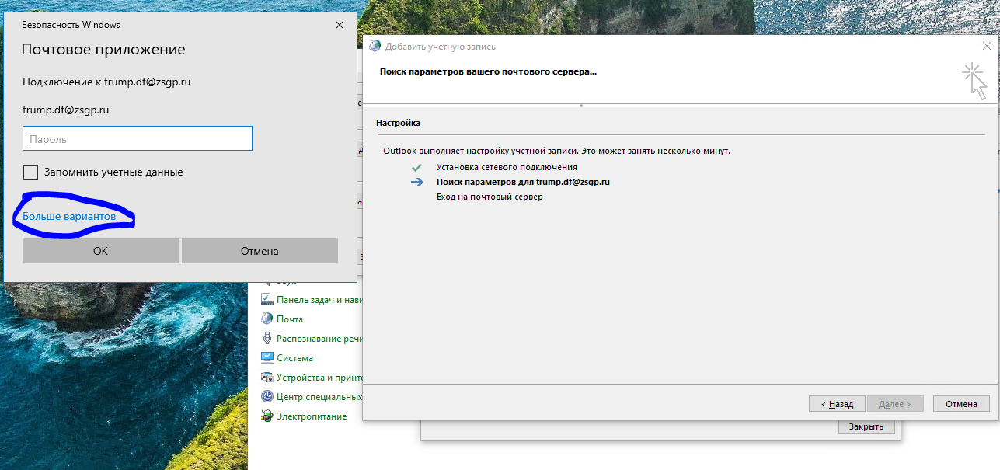 Безопасность Windows
Почтовое приложение
Подключение к trump.df@zsgp.ru
trump.df@zsgp.ru
Пароль
Запомнить учетные данные
Больше вариантов
OK
Отмена
Добавить учетную запись
Поиск параметров вашего почтового сервера...
Настройка
Outlook выполняет настройку учетной записи. Это может занять несколько минут.
Установка сетевого подключения
Поиск параметров для trump.df@zsgp.ru
Вход на почтовый сервер
< Назад
Далее >
Отмена
Закрыть
Панель задач и нави
Почта
Распознавание речи
Система
Устройства и принте
Центр специальных
Электропитание